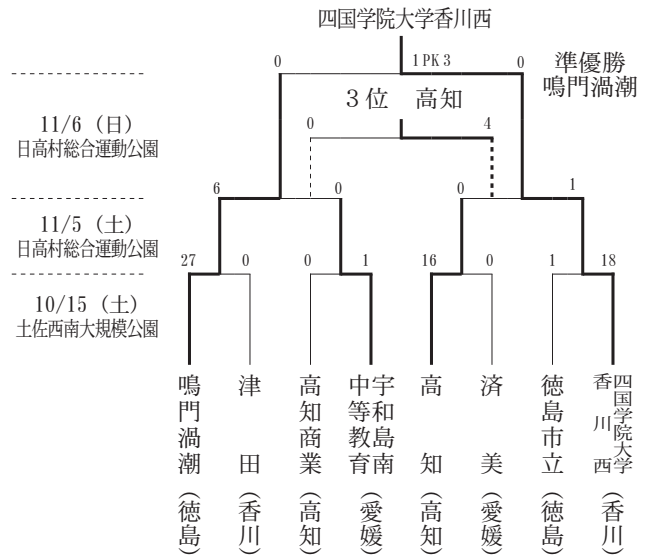 四国学院大学香川西
0 1 PK 3 0
準優勝
鳴門渦潮
3位 高知
0 4
11/6 (日)
日高村総合運動公園
6 0 0 1
11/5 (土)
日高村総合運動公園
27 0 0 1 16 0 1 18
10/15 (土)
土佐西南大規模公園
鳴門渦潮（徳島）
津田（香川）
高知商業（高知）
宇和島南
中等教育（愛媛）
高知（高知）
済美（愛媛）
徳島市立（徳島）
四国学院大学
香川西（香川）